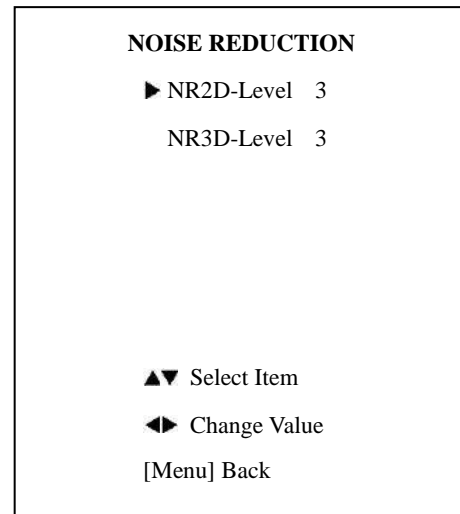 NOISE REDUCTION
▶ NR2D-Level 3
NR3D-Level 3
▲▼ Select Item
◀▶ Change Value
[Menu] Back